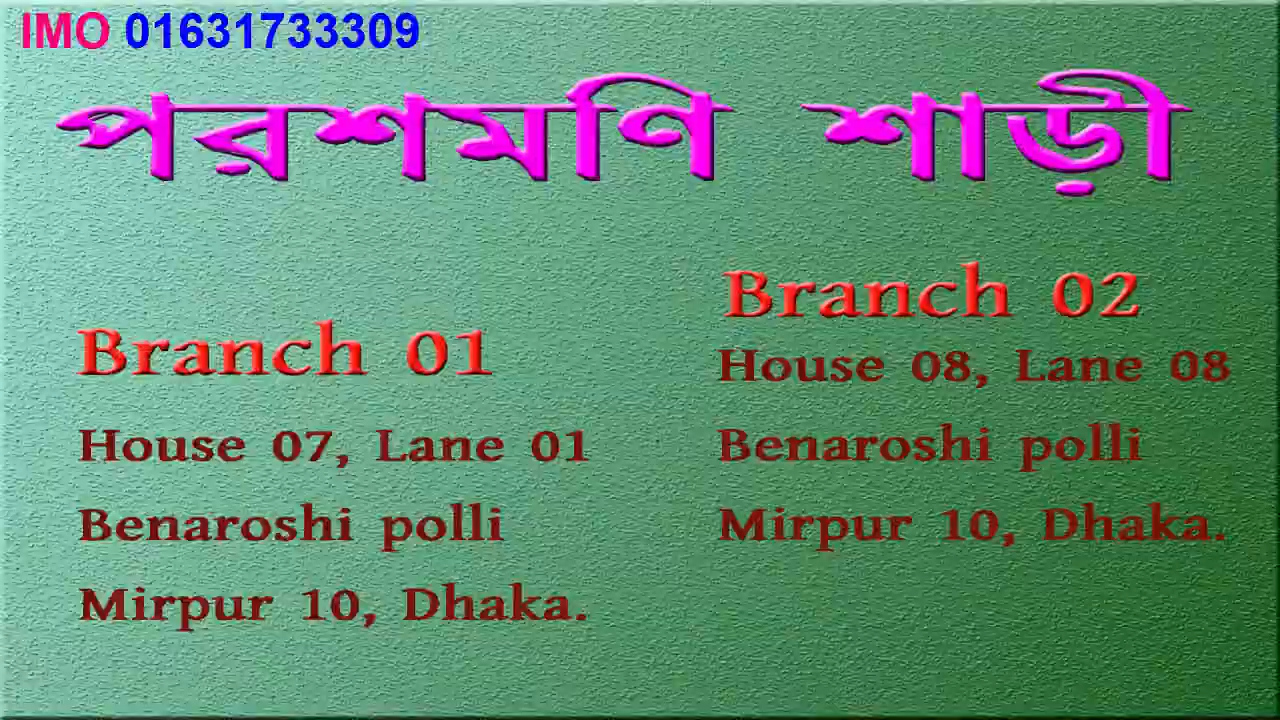 IMO 01631733309
পরশমণি শাড়ী
Branch 01
House 07, Lane 01
Benaroshi polli
Mirpur 10, Dhaka.
Branch 02
House 08, Lane 08
Benaroshi polli
Mirpur 10, Dhaka.